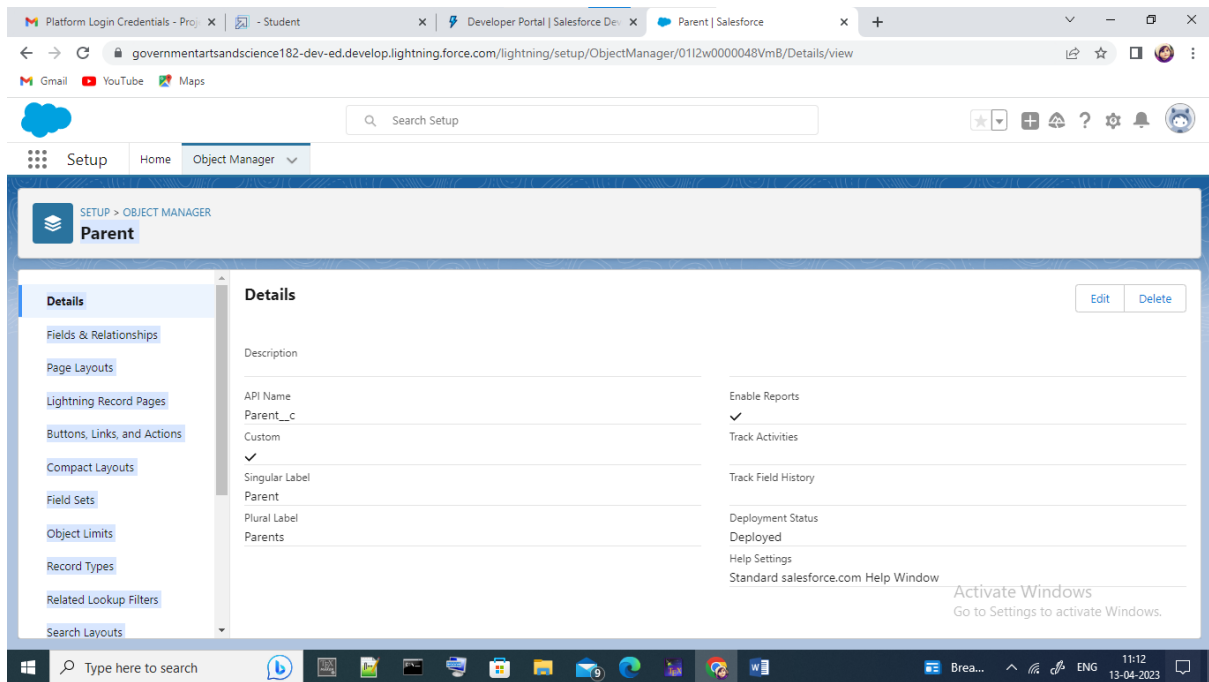 Platform Login Credentials - Proje
- Student
Developer Portal | Salesforce Dev
Parent | Salesforce
governmentartsandscience182-dev-ed.develop.lightning.force.com/lightning/setup/ObjectManager/01I2w0000048VmB/Details/view
Gmail YouTube Maps
Search Setup
Setup Home Object Manager
SETUP > OBJECT MANAGER
Parent
Details
Fields & Relationships
Page Layouts
Lightning Record Pages
Buttons, Links, and Actions
Compact Layouts
Field Sets
Object Limits
Record Types
Related Lookup Filters
Search Layouts
Details
Edit Delete
Description
API Name
Parent__c
Custom
Singular Label
Parent
Plural Label
Parents
Enable Reports
Track Activities
Track Field History
Deployment Status
Deployed
Help Settings
Standard salesforce.com Help Window
Activate Windows
Go to Settings to activate Windows.
Type here to search
9
Brea...
ENG
11:12
13-04-2023